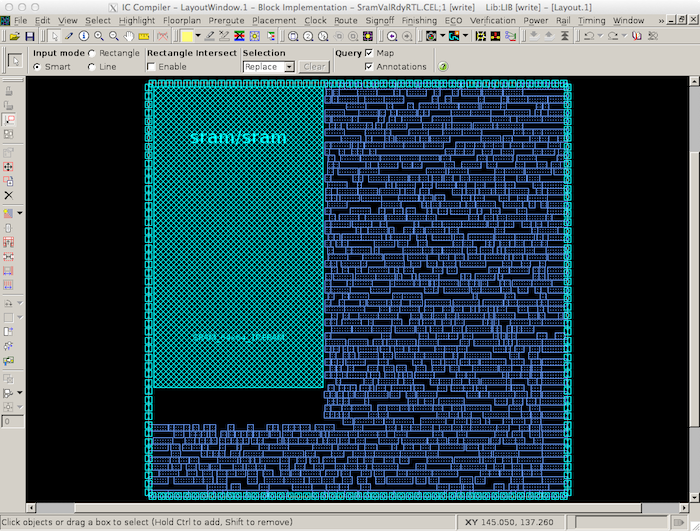 IC Compiler – LayoutWindow.1 – Block Implementation – SramValRdyRTL.CEL;1 [write]   Lib:LIB [write] – [Layout.1]
File Edit View Select Highlight Floorplan Preroute Placement Clock Route Signoff Finishing ECO Verification Power Rail Timing Window »
Input mode Rectangle Rectangle Intersect Selection Query Map
Smart Line Enable Replace Clear Annotations
sram/sram
0
Click objects or drag a box to select (Hold Ctrl to add, Shift to remove) XY 145.050, 137.260